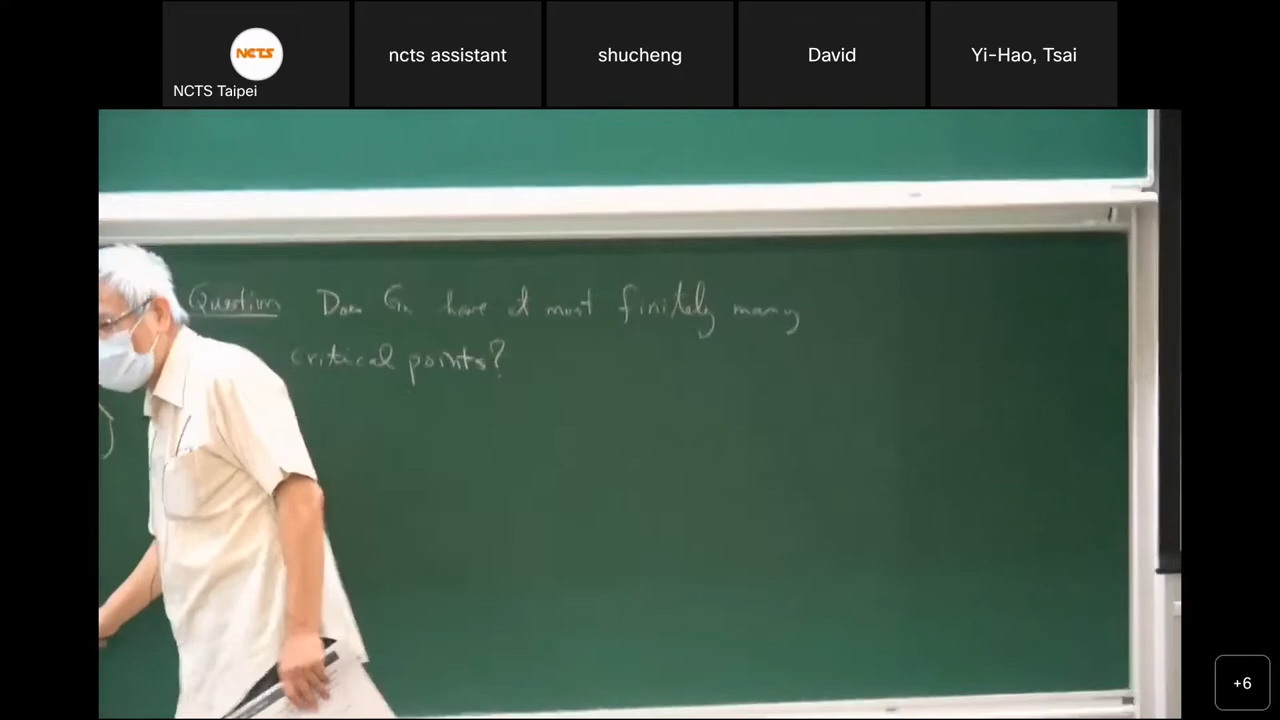 NCTS
NCTS Taipei
ncts assistant
shucheng
David
Yi-Hao, Tsai
Question Does Gn have at most finitely many
critical points?
+6